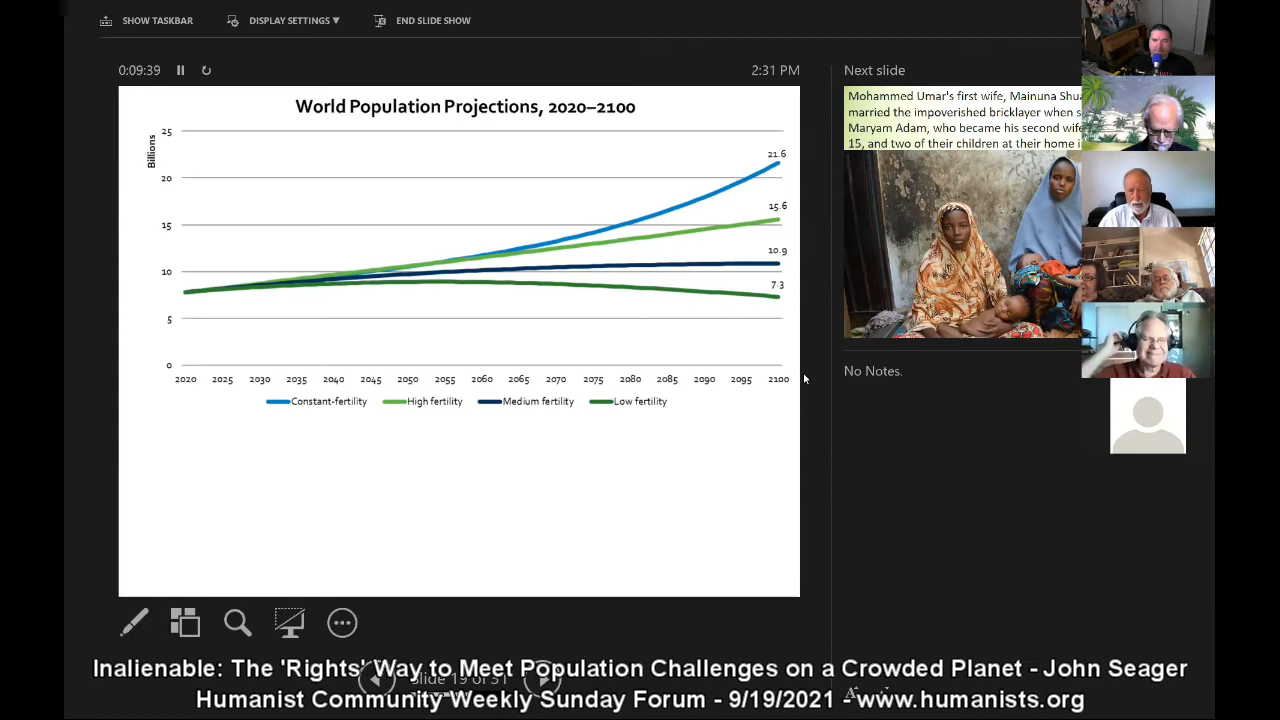 SHOW TASKBAR
DISPLAY SETTINGS ▼
END SLIDE SHOW
0:09:39
2:31 PM
World Population Projections, 2020–2100
Billions
25
20
15
10
5
0
21.6
15.6
10.9
7.3
2020 2025 2030 2035 2040 2045 2050 2055 2060 2065 2070 2075 2080 2085 2090 2095 2100
Constant-fertility High fertility Medium fertility Low fertility
Next slide
Mohammed Umar's first wife, Mainuna Shua
married the impoverished bricklayer when s
Maryam Adam, who became his second wife
15, and two of their children at their home i
No Notes.
Slide 19 of 31
Inalienable: The 'Rights' Way to Meet Population Challenges on a Crowded Planet - John Seager
Humanist Community Weekly Sunday Forum - 9/19/2021 - www.humanists.org